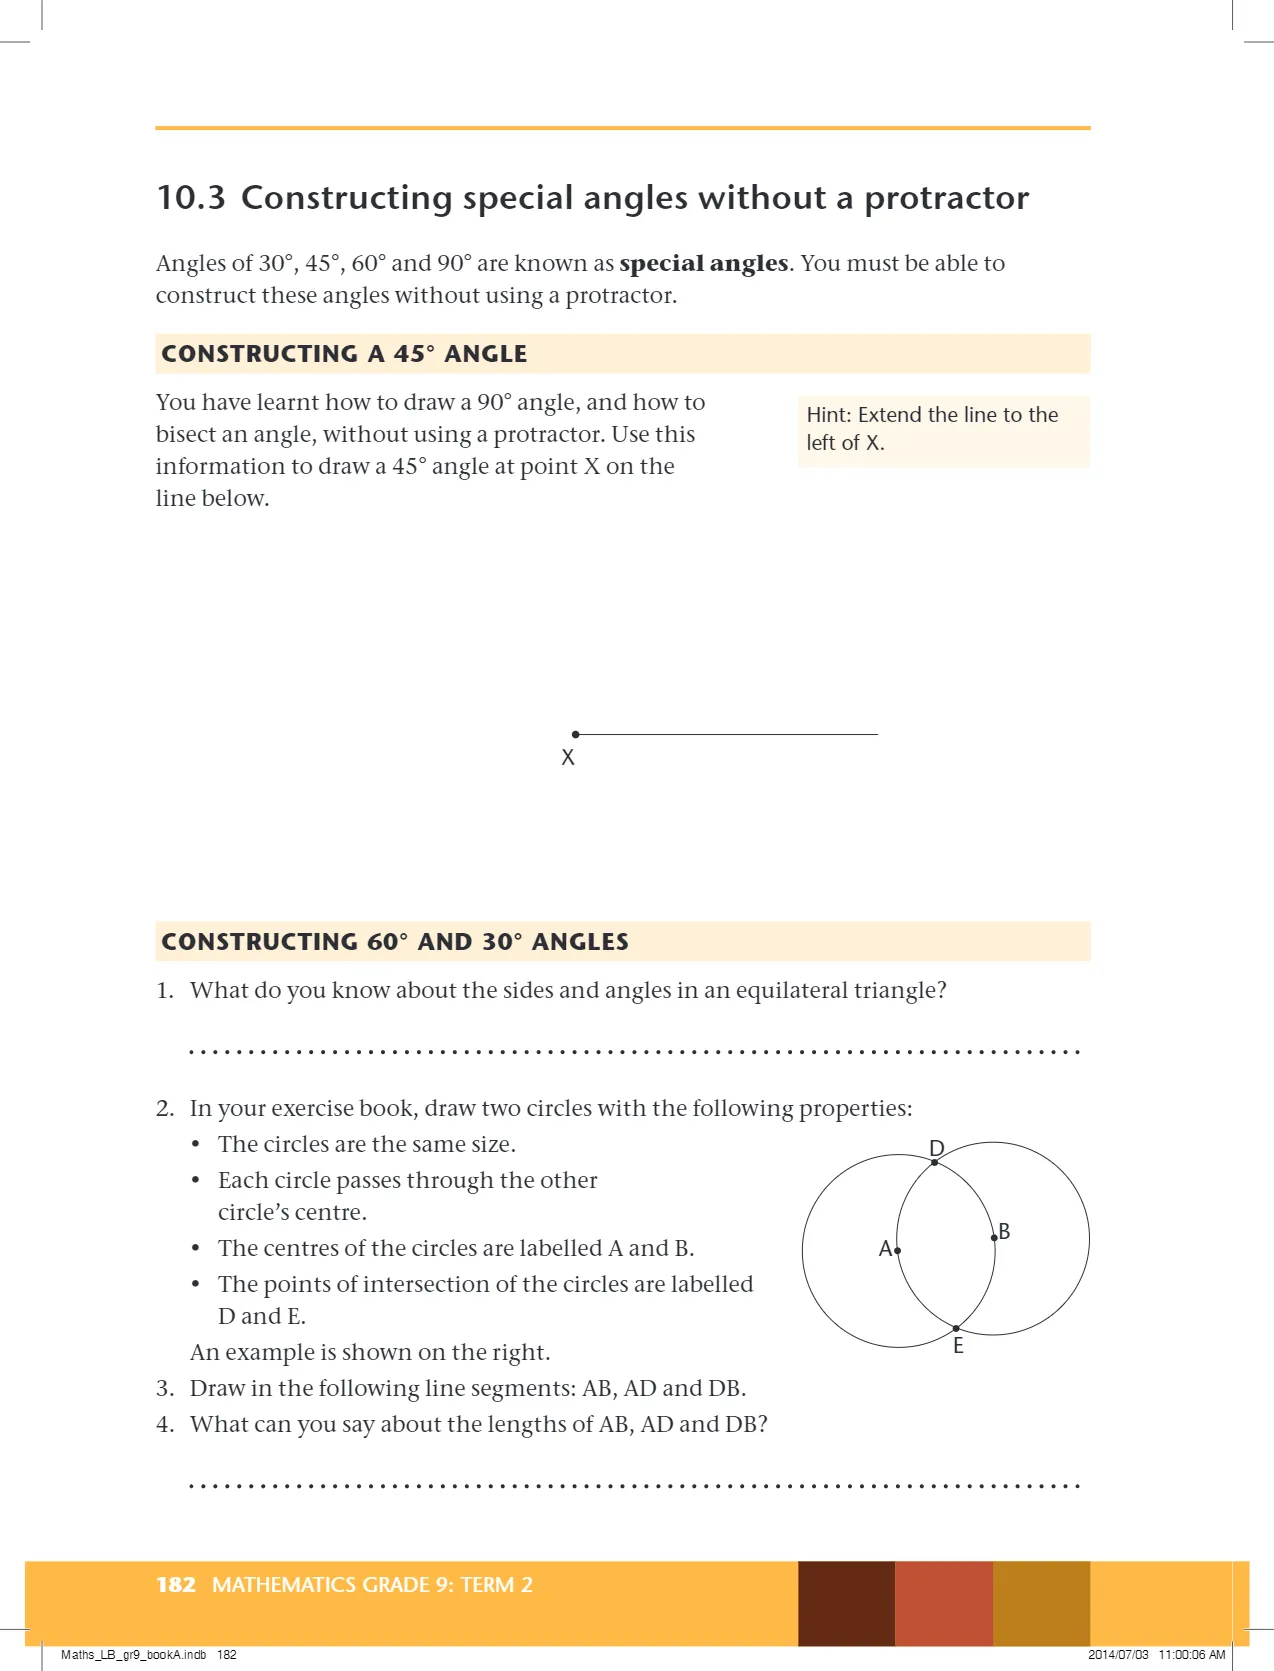 10.3 Constructing special angles without a protractor
Angles of 30°, 45°, 60° and 90° are known as special angles. You must be able to
construct these angles without using a protractor.
CONSTRUCTING A 45° ANGLE
You have learnt how to draw a 90° angle, and how to
bisect an angle, without using a protractor. Use this
information to draw a 45° angle at point X on the
line below.
Hint: Extend the line to the
left of X.
X
CONSTRUCTING 60° AND 30° ANGLES
1. What do you know about the sides and angles in an equilateral triangle?
2. In your exercise book, draw two circles with the following properties:
• The circles are the same size.
• Each circle passes through the other
circle's centre.
• The centres of the circles are labelled A and B.
• The points of intersection of the circles are labelled
D and E.
An example is shown on the right.
D
B
A
E
3. Draw in the following line segments: AB, AD and DB.
4. What can you say about the lengths of AB, AD and DB?
182 MATHEMATICS GRADE 9: TERM 2
Maths_LB_gr9_bookA.indb 182
2014/07/03 11:00:06 AM